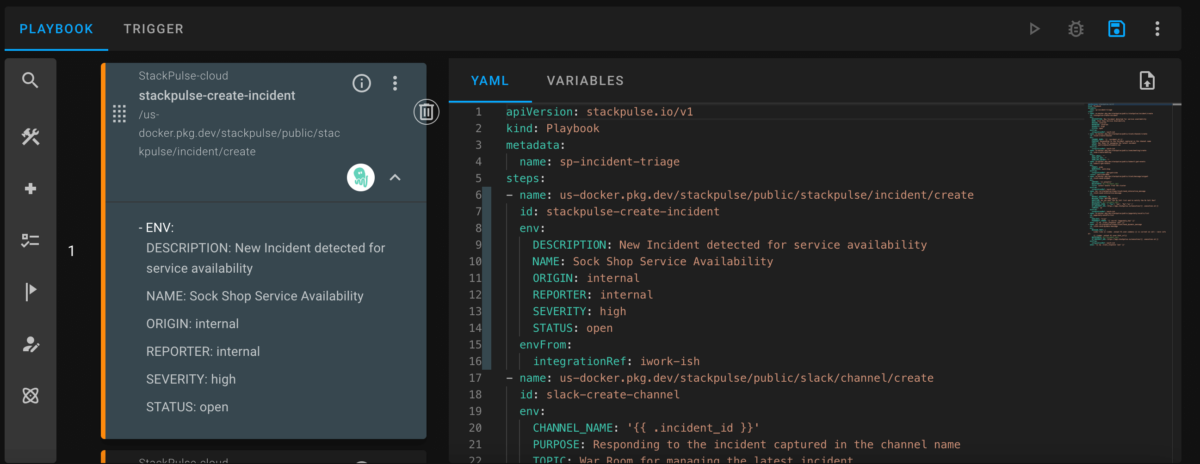 PLAYBOOK TRIGGER
StackPulse-cloud
stackpulse-create-incident
/us-
docker.pkg.dev/stackpulse/public/stac
kpulse/incident/create
1
- ENV:
DESCRIPTION: New Incident detected for
service availability
NAME: Sock Shop Service Availability
ORIGIN: internal
REPORTER: internal
SEVERITY: high
STATUS: open
StackPulse-cloud
YAML VARIABLES
1 apiVersion: stackpulse.io/v1
2 kind: Playbook
3 metadata:
4 name: sp-incident-triage
5 steps:
6 - name: us-docker.pkg.dev/stackpulse/public/stackpulse/incident/create
7 id: stackpulse-create-incident
8 env:
9 DESCRIPTION: New Incident detected for service availability
10 NAME: Sock Shop Service Availability
11 ORIGIN: internal
12 REPORTER: internal
13 SEVERITY: high
14 STATUS: open
15 envFrom:
16 integrationRef: iwork-ish
17 - name: us-docker.pkg.dev/stackpulse/public/slack/channel/create
18 id: slack-create-channel
19 env:
20 CHANNEL_NAME: '{{ .incident_id }}'
21 PURPOSE: Responding to the incident captured in the channel name
22 TOPIC: War Room for managing the latest incident